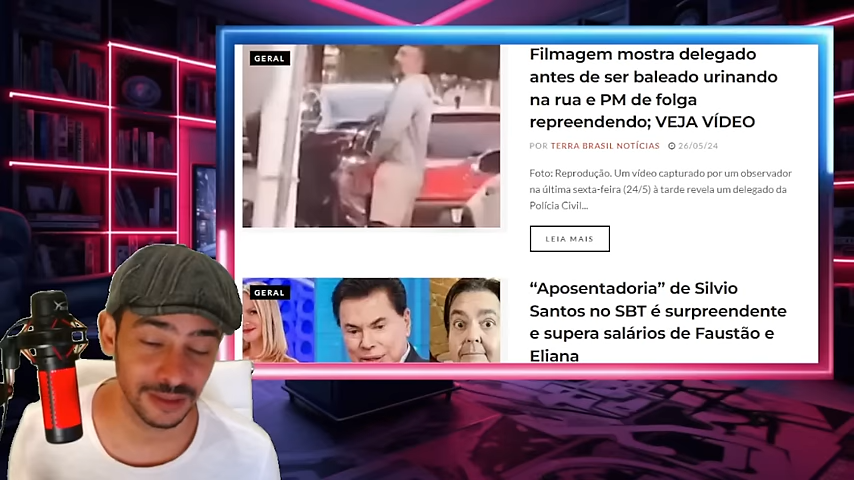 GERAL
Filmagem mostra delegado
antes de ser baleado urinando
na rua e PM de folga
repreendendo; VEJA VÍDEO
POR TERRA BRASIL NOTÍCIAS 26/05/24
Foto: Reprodução. Um vídeo capturado por um observador
na última sexta-feira (24/5) à tarde revela um delegado da
Polícia Civil...
LEIA MAIS
GERAL
“Aposentadoria” de Silvio
Santos no SBT é surpreendente
e supera salários de Faustão e
Eliana